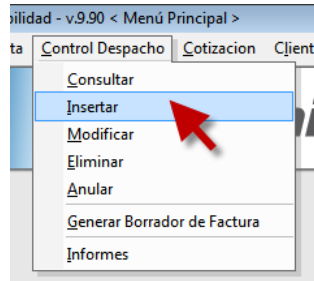 ilidad - v.9.90 < Menú Principal >
ta Control Despacho Cotizacion Client
Consultar
Insertar
Modificar
Eliminar
Anular
Generar Borrador de Factura
Informes